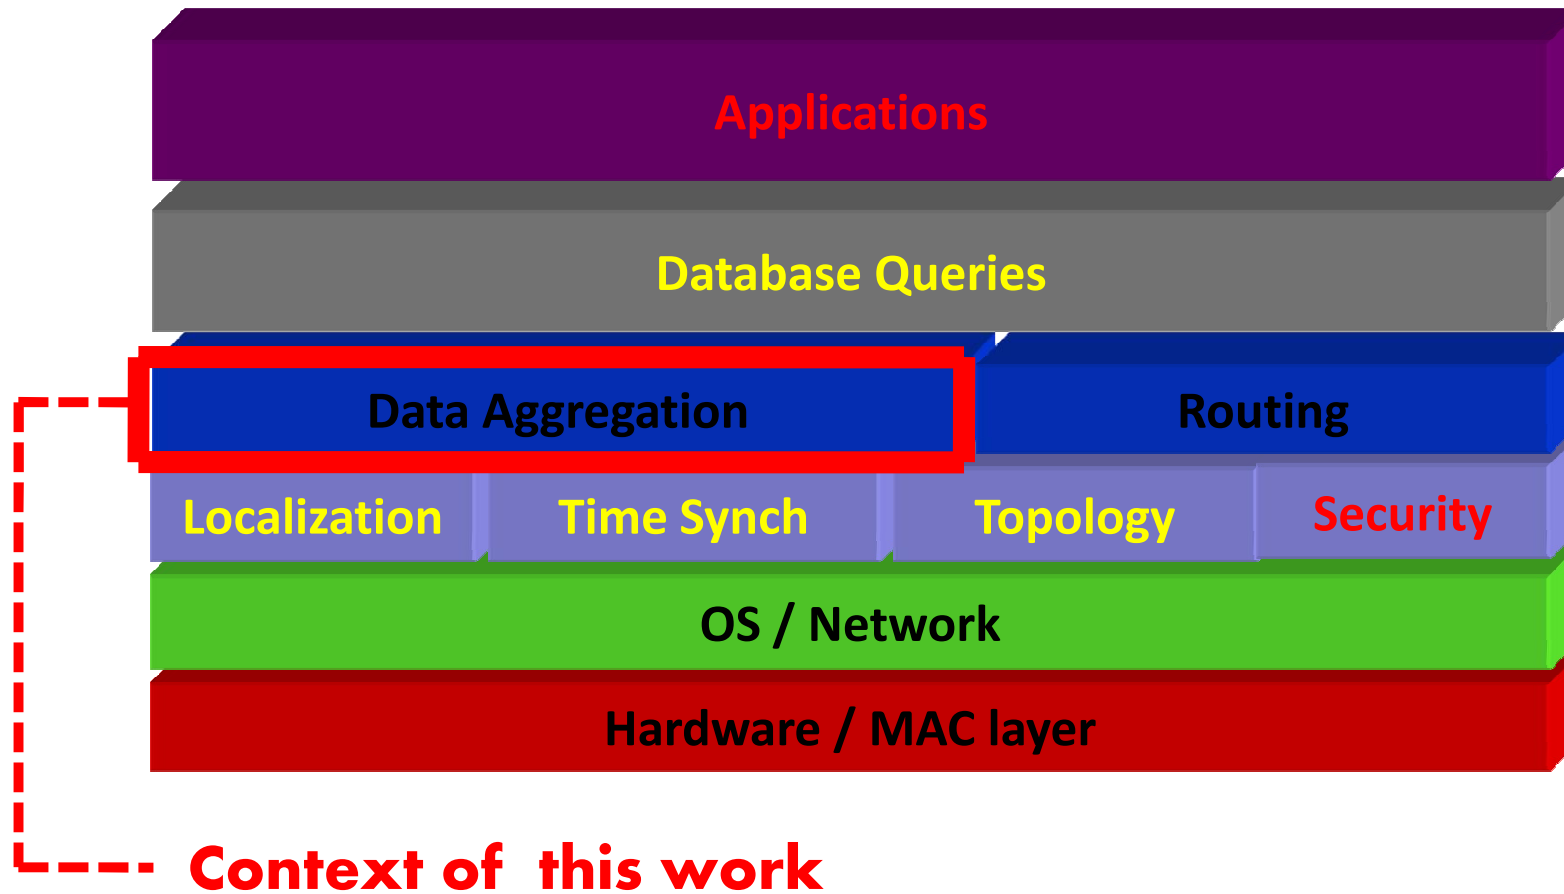 Applications
Database Queries
Data Aggregation Routing
Localization Time Synch Topology Security
OS / Network
Hardware / MAC layer
Context of this work